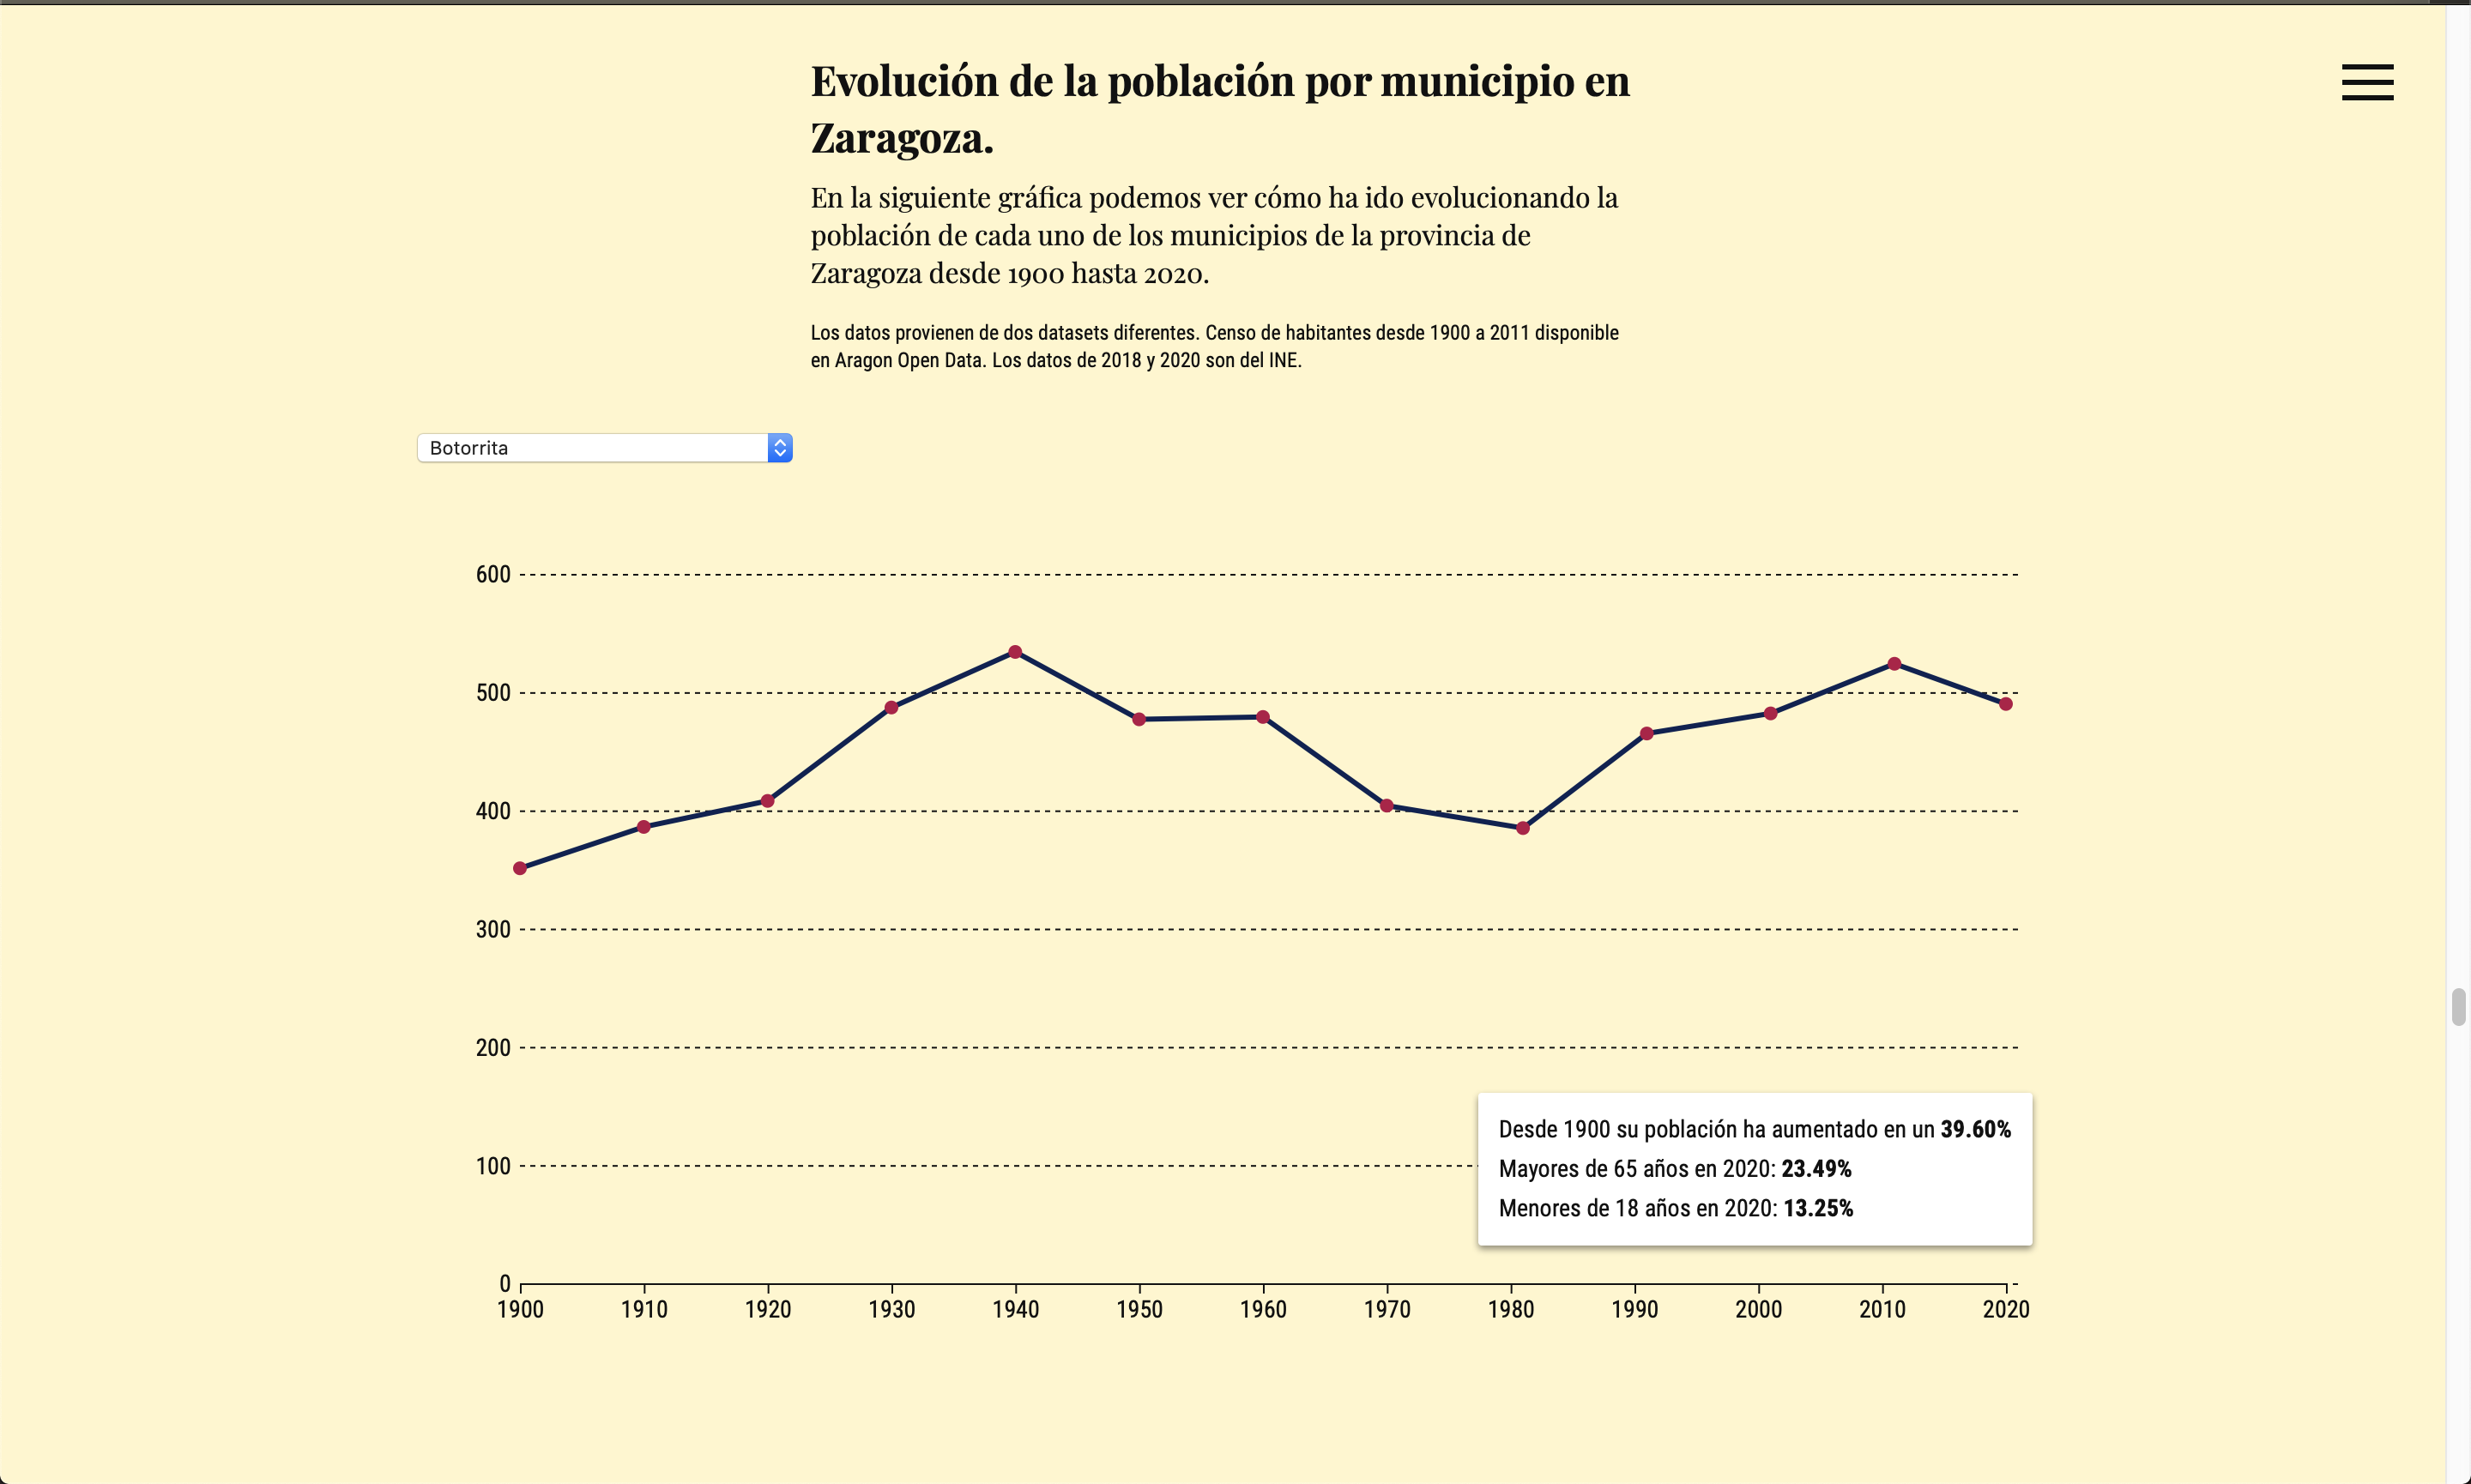 Evolución de la población por municipio en
Zaragoza.
En la siguiente gráfica podemos ver cómo ha ido evolucionando la
población de cada uno de los municipios de la provincia de
Zaragoza desde 1900 hasta 2020.
Los datos provienen de dos datasets diferentes. Censo de habitantes desde 1900 a 2011 disponible
en Aragon Open Data. Los datos de 2018 y 2020 son del INE.
Botorrita
600
500
400
300
200
100
0
Desde 1900 su población ha aumentado en un 39.60%
Mayores de 65 años en 2020: 23.49%
Menores de 18 años en 2020: 13.25%
1900 1910 1920 1930 1940 1950 1960 1970 1980 1990 2000 2010 2020